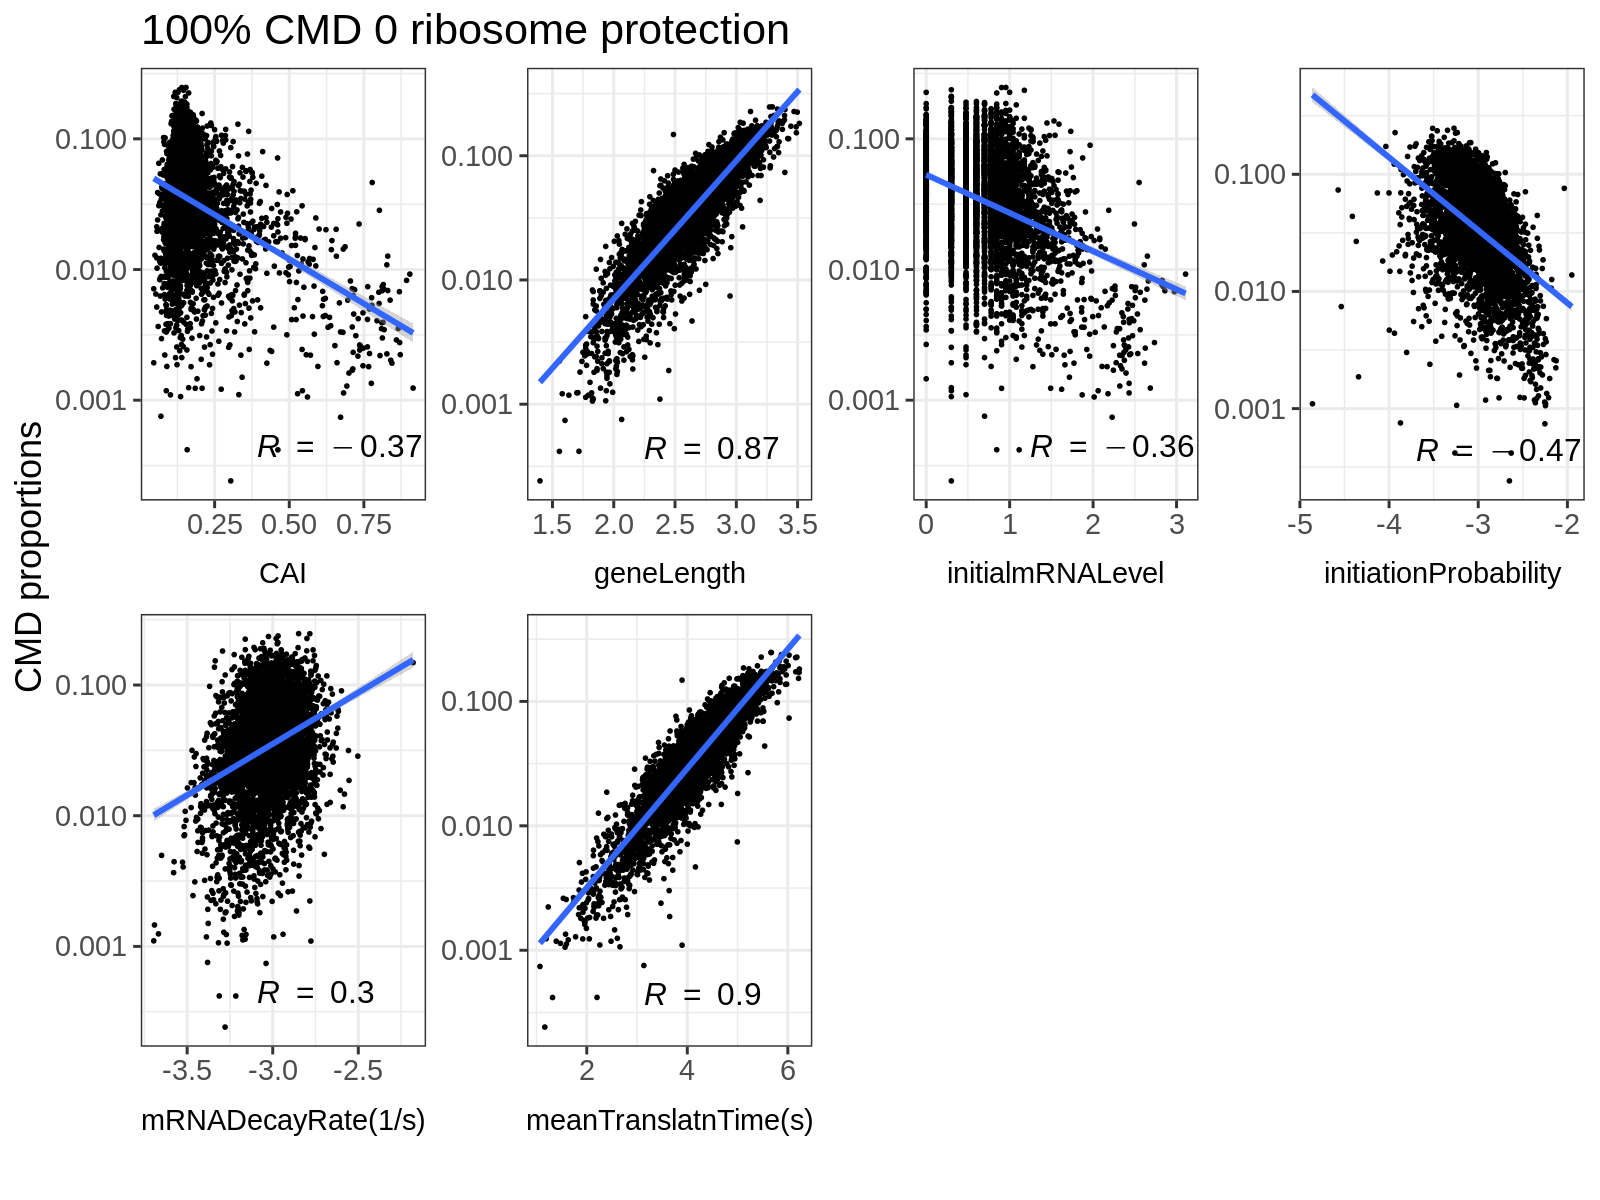 100% CMD 0 ribosome protection
CMD proportions
0.100
0.010
0.001
R = −0.37
0.25 0.50 0.75
CAI
0.100
0.010
0.001
R = 0.87
1.5 2.0 2.5 3.0 3.5
geneLength
0.100
0.010
0.001
R = −0.36
0 1 2 3
initialmRNALevel
0.100
0.010
0.001
R = −0.47
-5 -4 -3 -2
initiationProbability
0.100
0.010
0.001
R = 0.3
-3.5 -3.0 -2.5
mRNADecayRate(1/s)
0.100
0.010
0.001
R = 0.9
2 4 6
meanTranslatnTime(s)